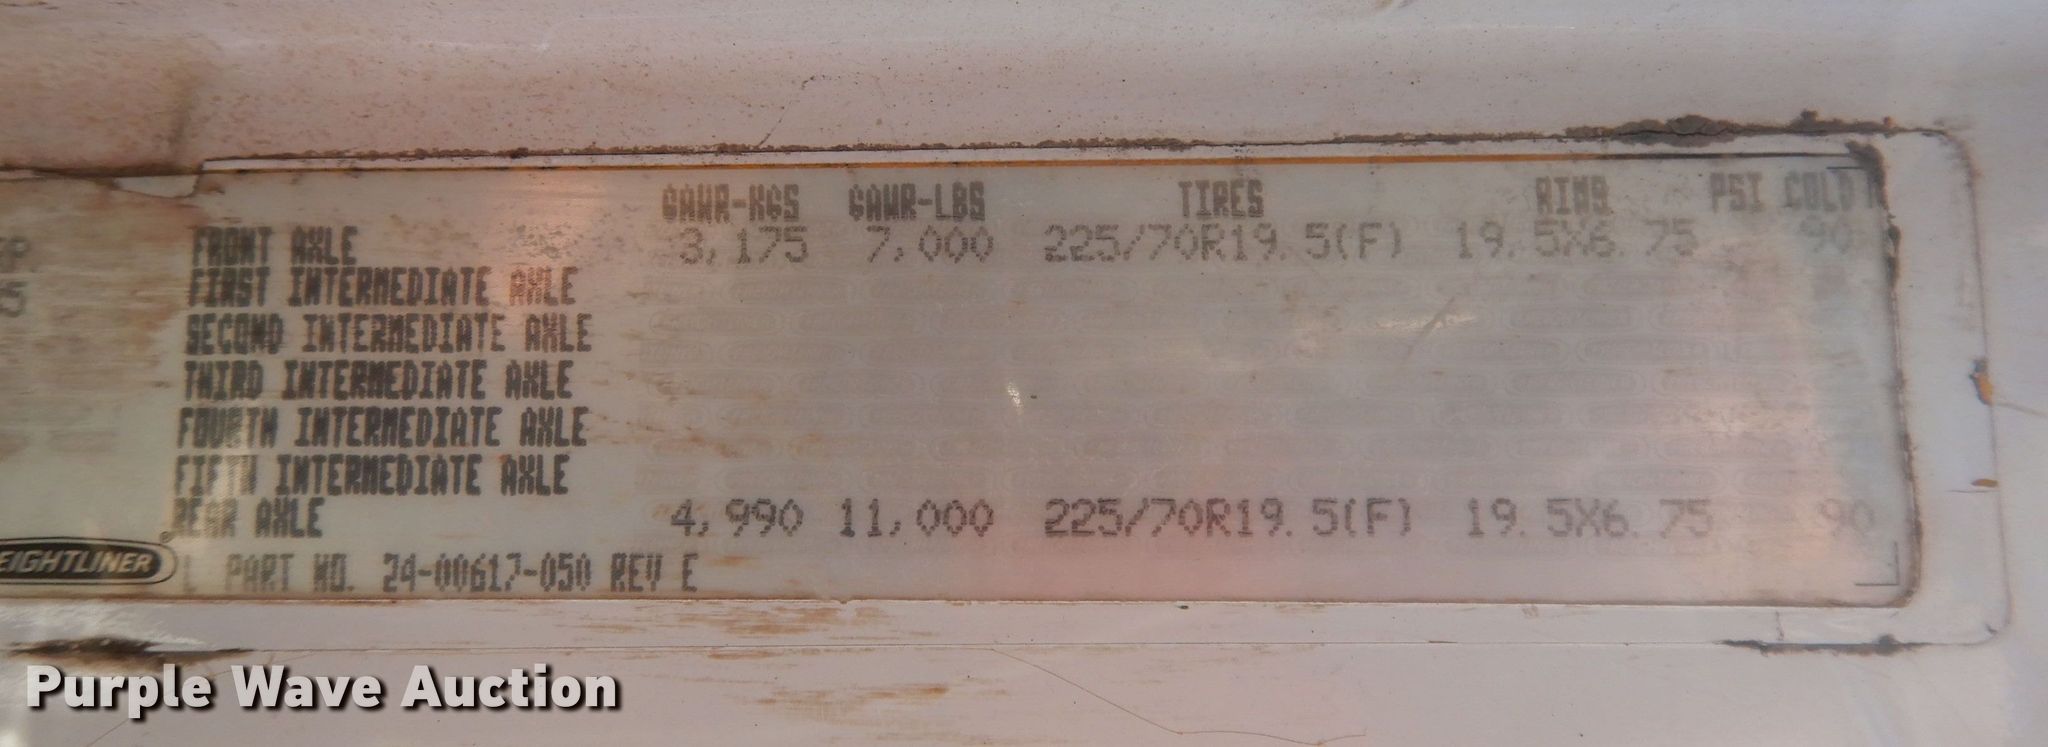 GAWR-KGS GAWR-LBS TIRES RIMS PSI COLD
FRONT AXLE 3,175 7,000 225/70R19.5(F) 19.5X6.75 90
FIRST INTERMEDIATE AXLE
SECOND INTERMEDIATE AXLE
THIRD INTERMEDIATE AXLE
FOURTH INTERMEDIATE AXLE
FIFTH INTERMEDIATE AXLE
REAR AXLE 4,990 11,000 225/70R19.5(F) 19.5X6.75 90
EIGHTLINER L PART NO. 24-00617-050 REV E
Purple Wave Auction